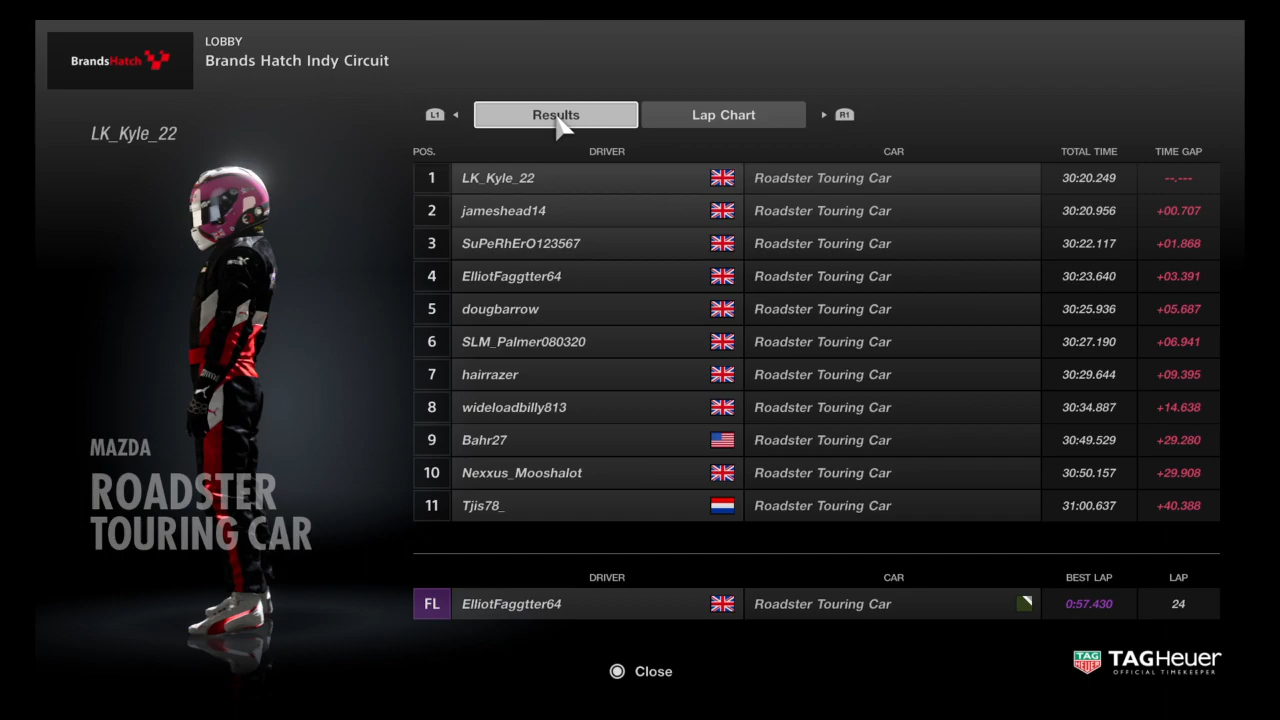 BrandsHatch
LOBBY
Brands Hatch Indy Circuit
LK_Kyle_22
L1 Results Lap Chart R1
POS. DRIVER CAR TOTAL TIME TIME GAP
1 LK_Kyle_22 Roadster Touring Car 30:20.249 --.---
2 jameshead14 Roadster Touring Car 30:20.956 +00.707
3 SuPeRhErO123567 Roadster Touring Car 30:22.117 +01.868
4 ElliotFaggtter64 Roadster Touring Car 30:23.640 +03.391
5 dougbarrow Roadster Touring Car 30:25.936 +05.687
6 SLM_Palmer080320 Roadster Touring Car 30:27.190 +06.941
7 hairrazer Roadster Touring Car 30:29.644 +09.395
8 wideloadbilly813 Roadster Touring Car 30:34.887 +14.638
9 Bahr27 Roadster Touring Car 30:49.529 +29.280
10 Nexxus_Mooshalot Roadster Touring Car 30:50.157 +29.908
11 Tjis78_ Roadster Touring Car 31:00.637 +40.388
MAZDA
ROADSTER
TOURING CAR
DRIVER CAR BEST LAP LAP
FL ElliotFaggtter64 Roadster Touring Car 0:57.430 24
Close
TAG HEUER TAGHeuer
OFFICIAL TIMEKEEPER